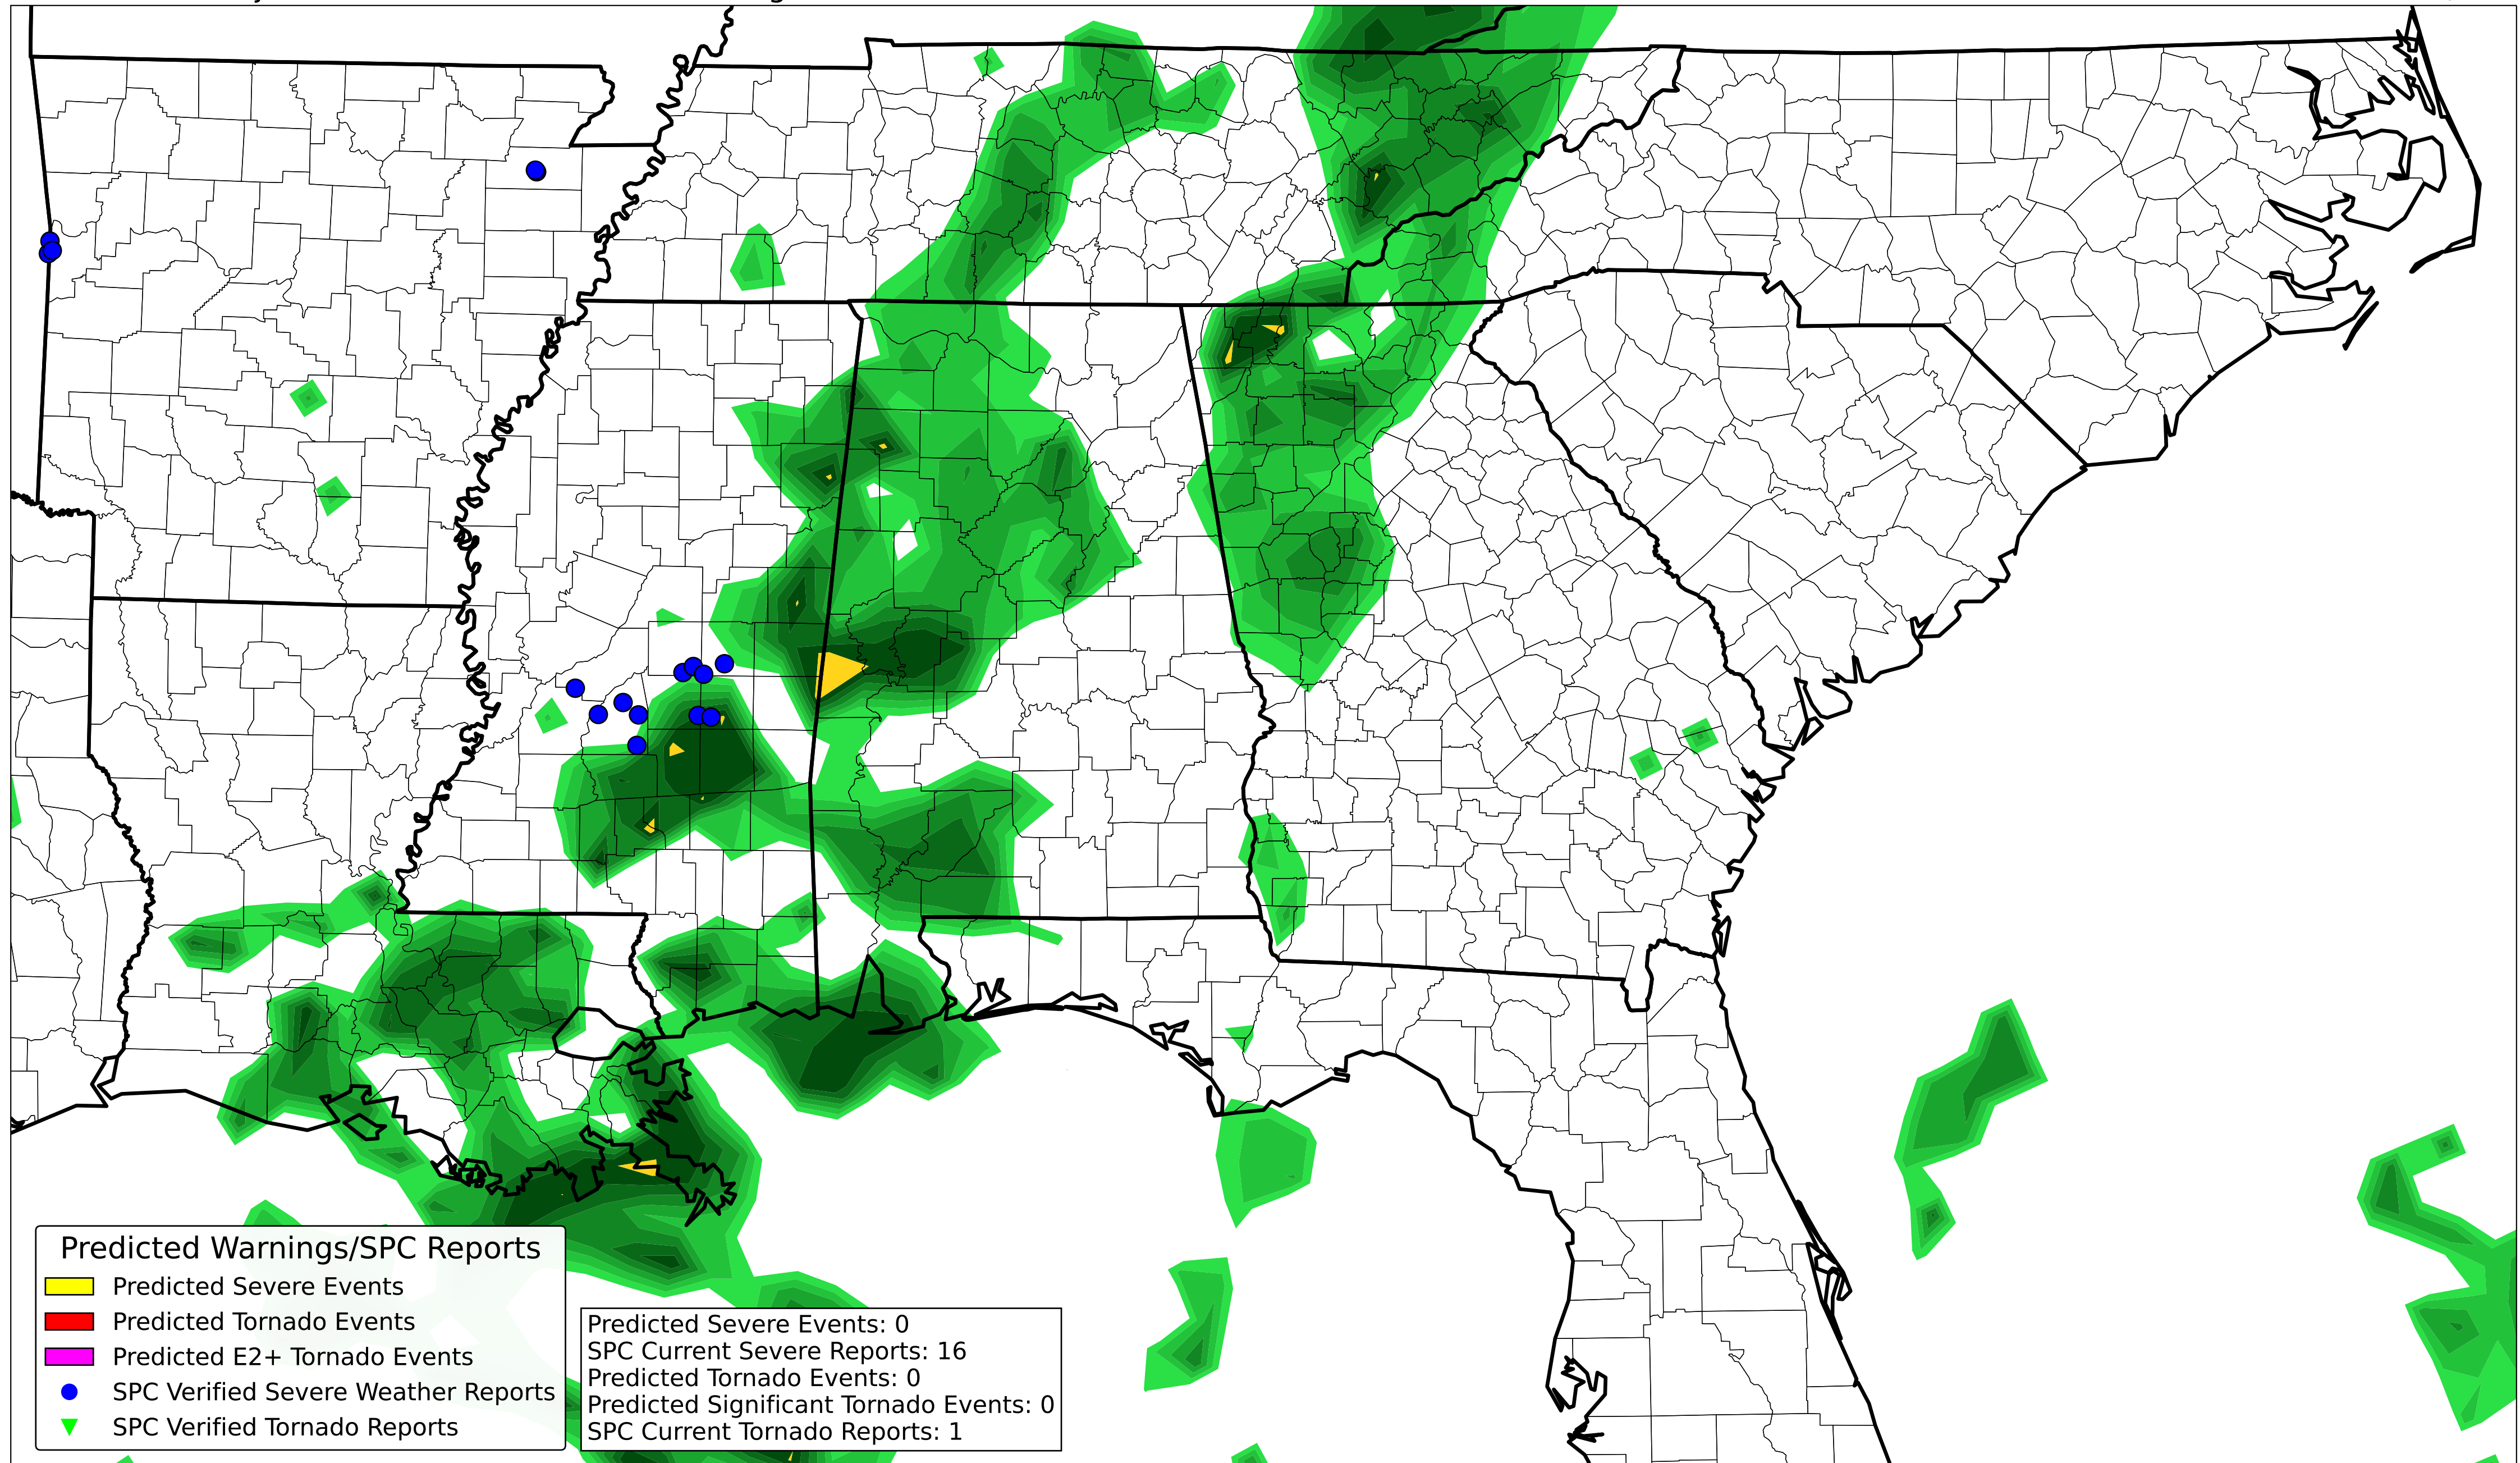 Predicted Warnings/SPC Reports
Predicted Severe Events
Predicted Tornado Events
Predicted E2+ Tornado Events
SPC Verified Severe Weather Reports
SPC Verified Tornado Reports
Predicted Severe Events: 0
SPC Current Severe Reports: 16
Predicted Tornado Events: 0
Predicted Significant Tornado Events: 0
SPC Current Tornado Reports: 1